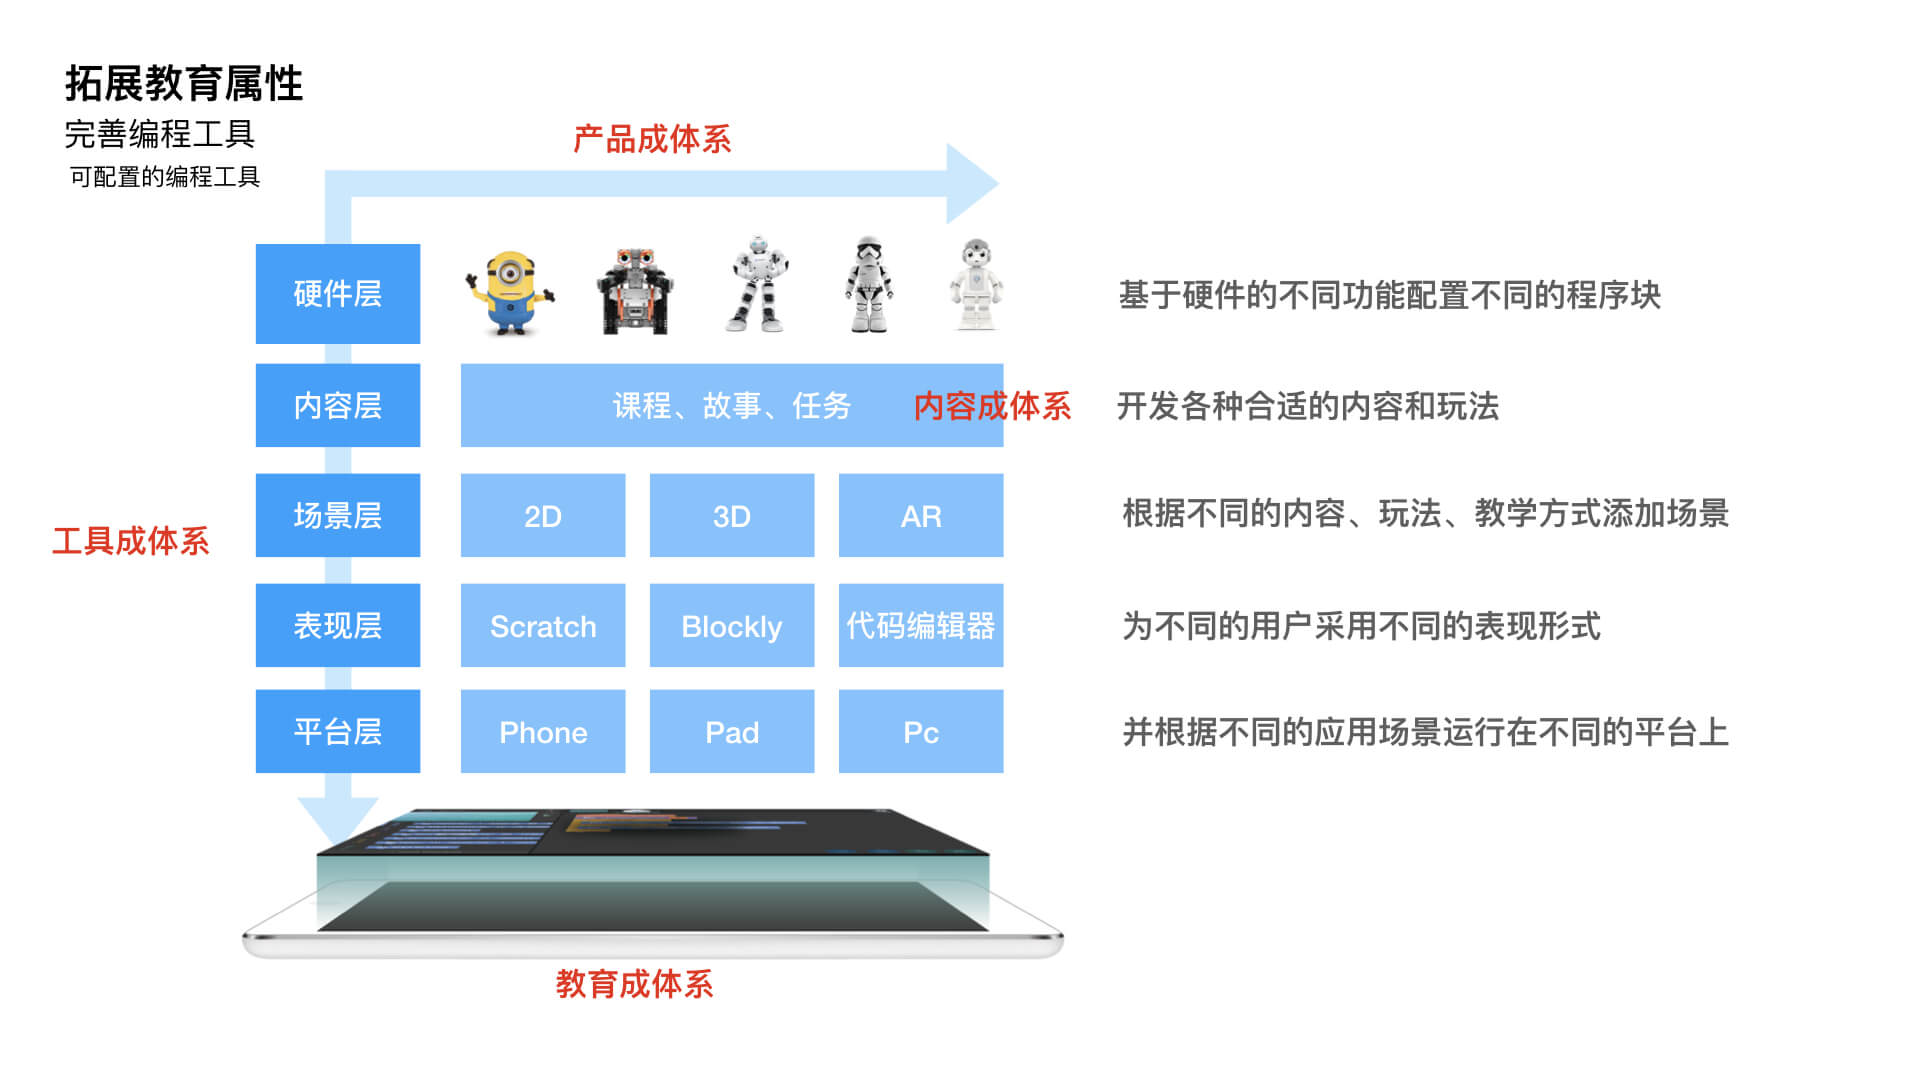 拓展教育属性
完善编程工具
可配置的编程工具
产品成体系
硬件层
基于硬件的不同功能配置不同的程序块
内容层
课程、故事、任务
内容成体系
开发各种合适的内容和玩法
工具成体系
场景层
2D
3D
AR
根据不同的内容、玩法、教学方式添加场景
表现层
Scratch
Blockly
代码编辑器
为不同的用户采用不同的表现形式
平台层
Phone
Pad
Pc
并根据不同的应用场景运行在不同的平台上
教育成体系